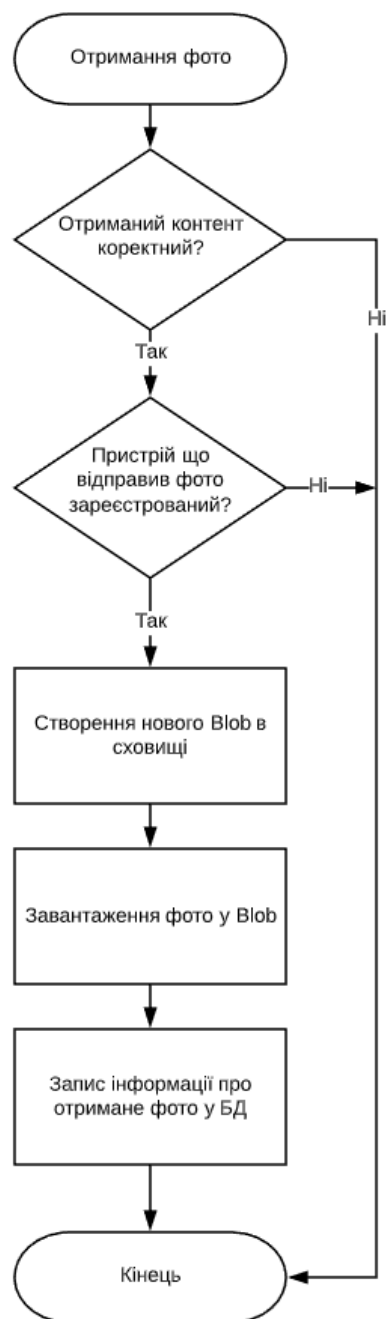 Отримання фото
Отриманий контент
коректний?
Ні
Так
Пристрій що
відправив фото
зареєстрований?
Ні
Так
Створення нового Blob в
сховищі
Завантаження фото у Blob
Запис інформації про
отримане фото у БД
Кінець